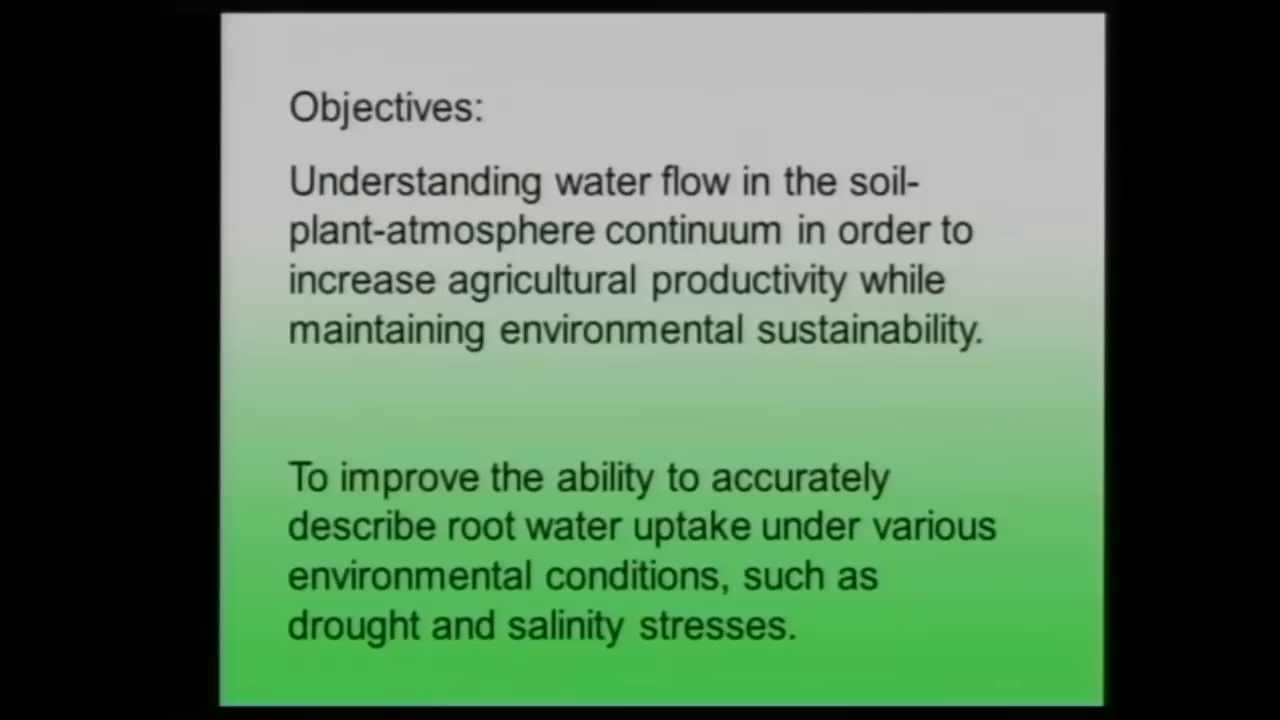 Objectives:
Understanding water flow in the soil-
plant-atmosphere continuum in order to
increase agricultural productivity while
maintaining environmental sustainability.
To improve the ability to accurately
describe root water uptake under various
environmental conditions, such as
drought and salinity stresses.